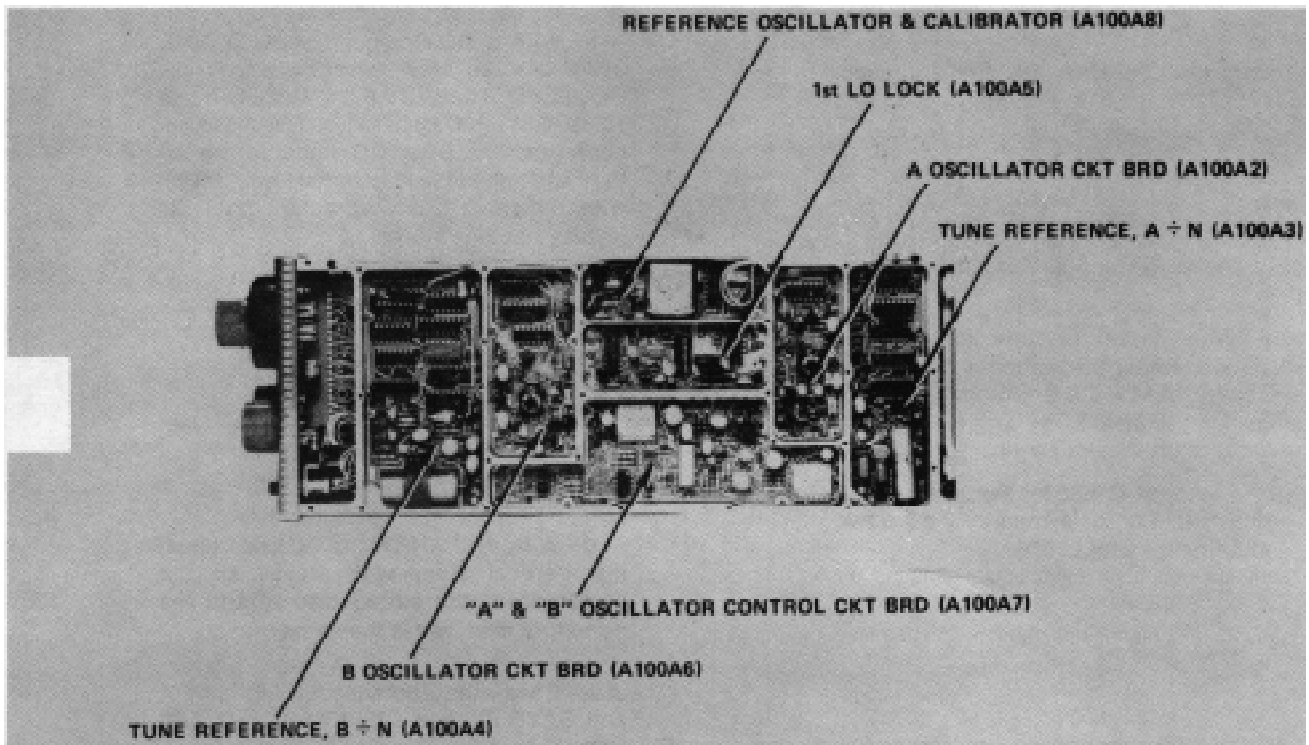 REFERENCE OSCILLATOR & CALIBRATOR (A100A8)
1st LO LOCK (A100A5)
A OSCILLATOR CKT BRD (A100A2)
TUNE REFERENCE, A ÷ N (A100A3)
"A" & "B" OSCILLATOR CONTROL CKT BRD (A100A7)
B OSCILLATOR CKT BRD (A100A6)
TUNE REFERENCE, B ÷ N (A100A4)